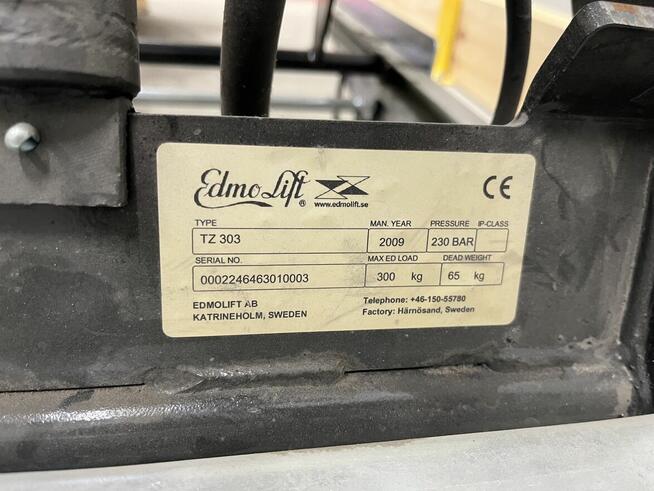 Edmo Lift ®
www.edmolift.se
CE
TYPE MAN. YEAR PRESSURE IP-CLASS
TZ 303 2009 230 BAR
SERIAL NO. MAX ED LOAD DEAD WEIGHT
0002246463010003 300 kg 65 kg
EDMOLIFT AB Telephone: +46-150-55780
KATRINEHOLM, SWEDEN Factory: Härnösand, Sweden